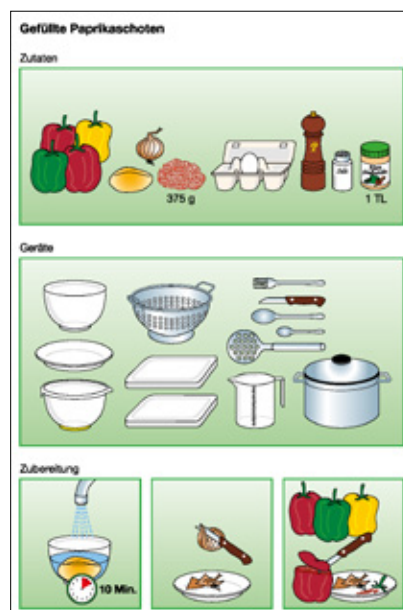 Gefüllte Paprikaschoten
Zutaten
375 g
1 TL
Geräte
Zubereitung
10 Min.